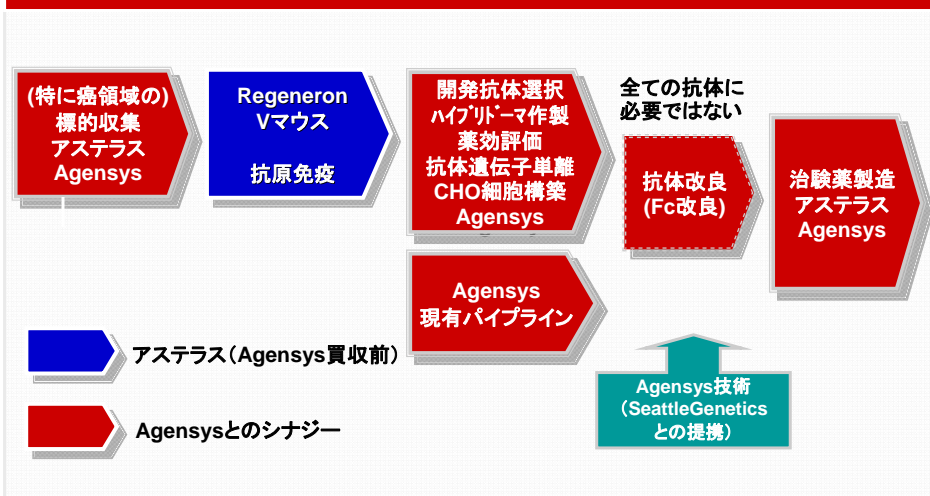 (特に癌領域の)
標的収集
アステラス
Agensys
Regeneron
Vマウス
抗原免疫
開発抗体選択
ﾊｲﾌﾞﾘﾄﾞｰﾏ作製
薬効評価
抗体遺伝子単離
CHO細胞構築
Agensys
Agensys
現有パイプライン
全ての抗体に
必要ではない
抗体改良
(Fc改良)
治験薬製造
アステラス
Agensys
アステラス（Agensys買収前）
Agensysとのシナジー
Agensys技術
（SeattleGenetics
との提携）